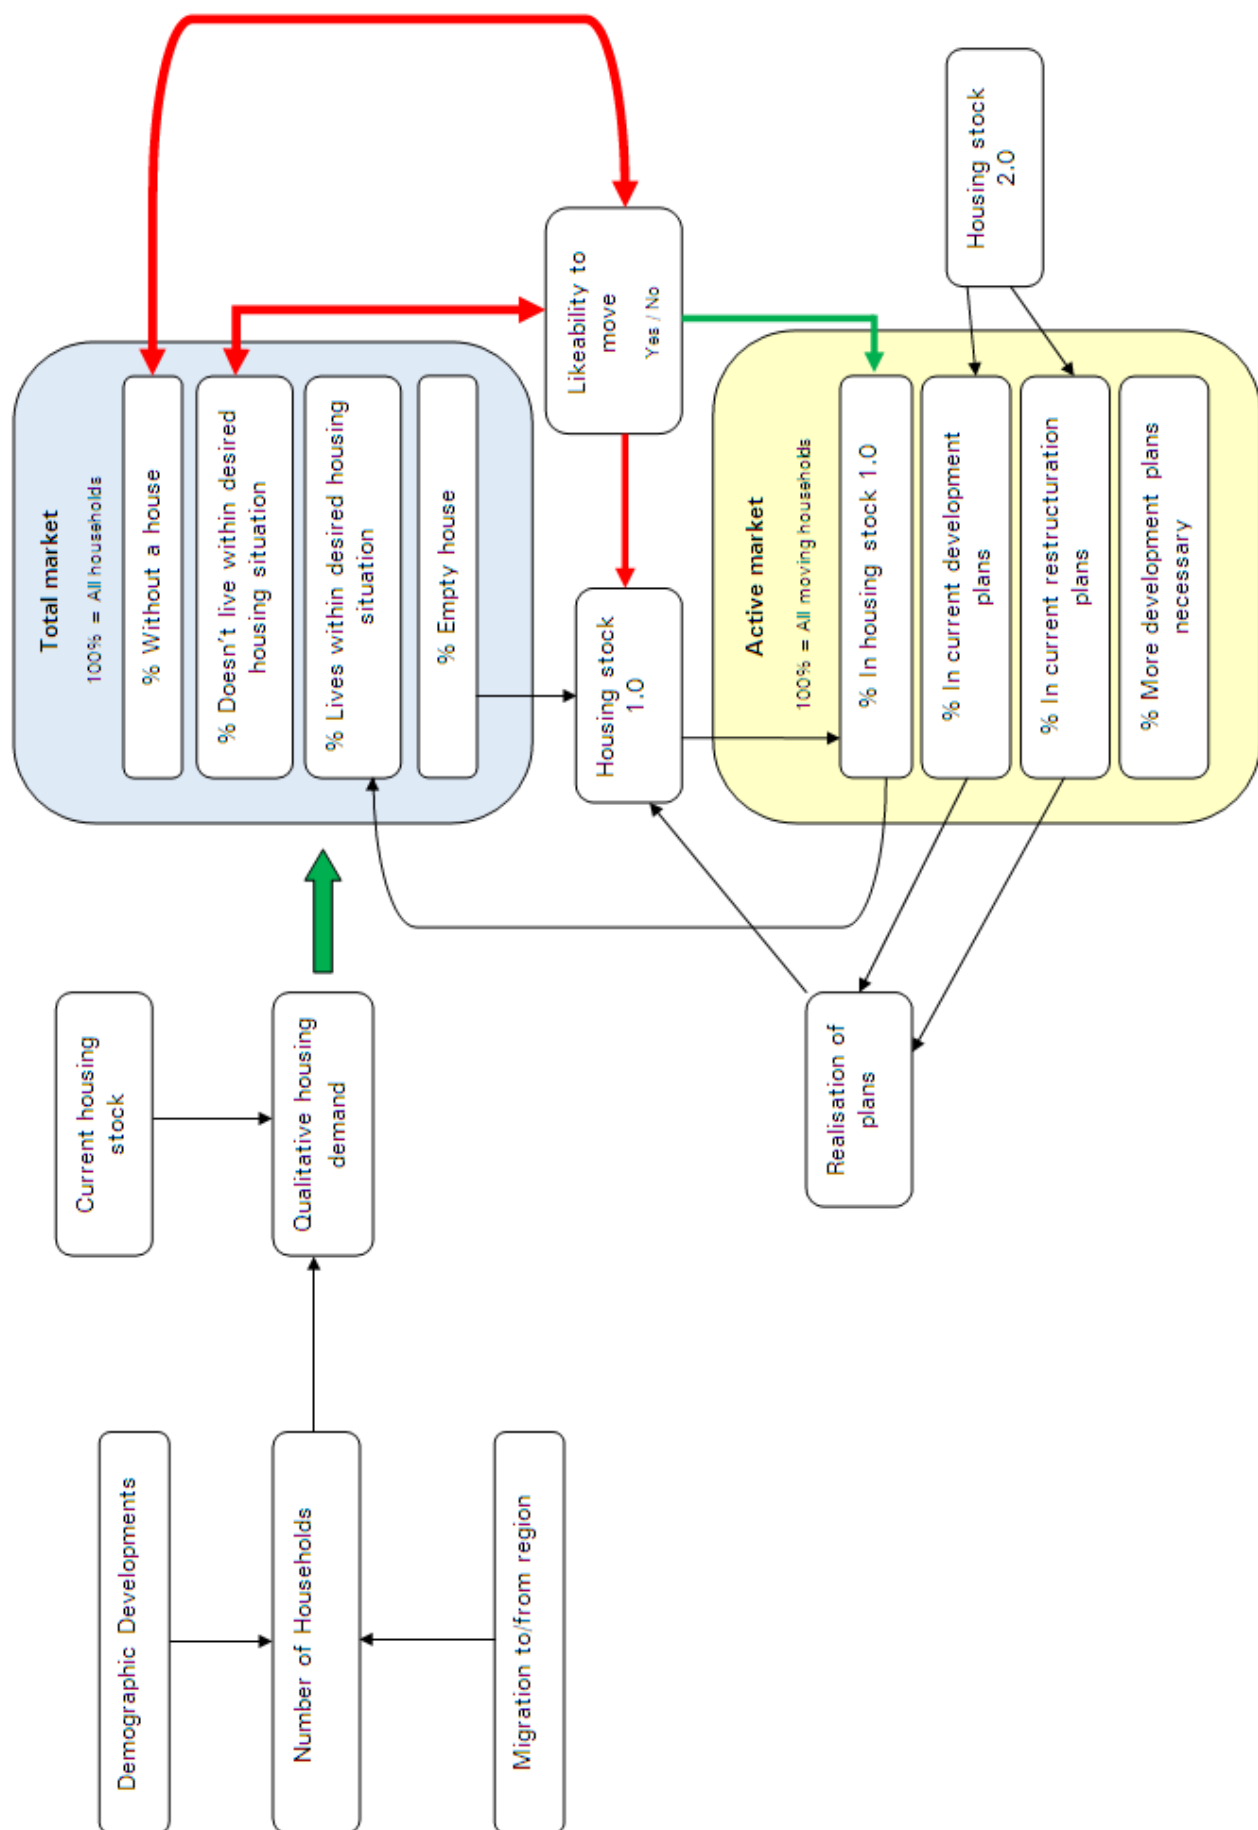 Demographic Developments
Number of Households
Migration to/from region
Current housing
stock
Qualitative housing
demand
Total market
100% = All households
% Without a house
% Doesn't live within desired
housing situation
% Lives within desired housing
situation
% Empty house
Likeability to
move
Yes / No
Housing stock
1.0
Realisation of
plans
Active market
100% = All moving households
% In housing stock 1.0
% In current development
plans
% In current restructuration
plans
% More development plans
necessary
Housing stock
2.0